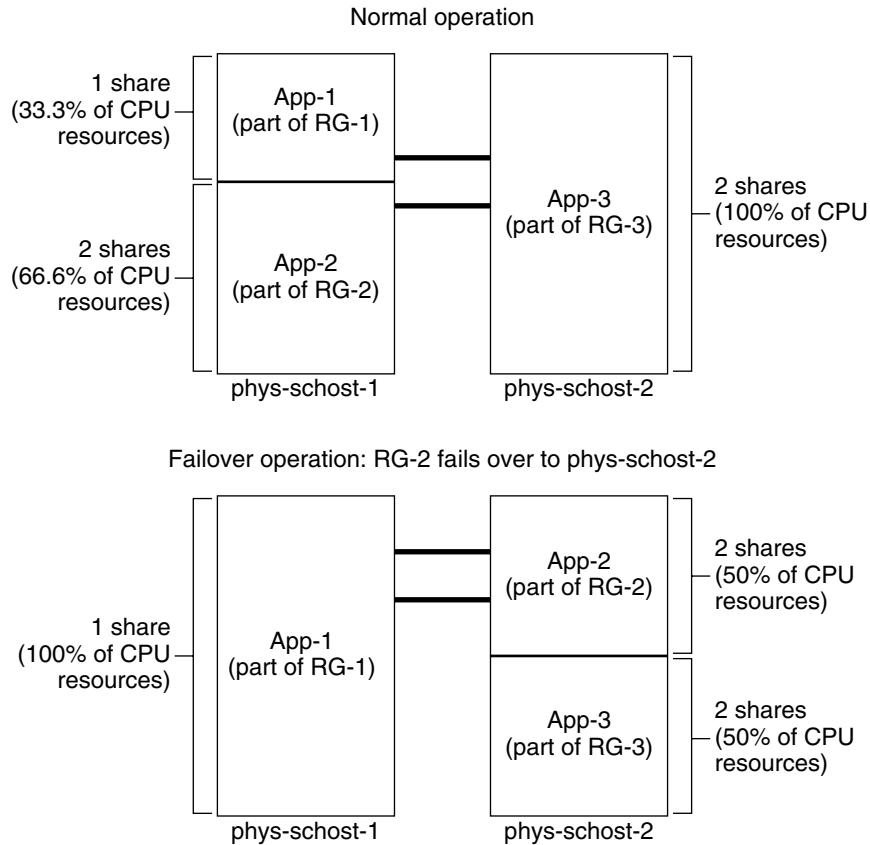 Normal operation
1 share
(33.3% of CPU
resources)
App-1
(part of RG-1)
2 shares
(66.6% of CPU
resources)
App-2
(part of RG-2)
App-3
(part of RG-3)
2 shares
(100% of CPU
resources)
phys-schost-1
phys-schost-2
Failover operation: RG-2 fails over to phys-schost-2
1 share
(100% of CPU
resources)
App-1
(part of RG-1)
App-2
(part of RG-2)
2 shares
(50% of CPU
resources)
App-3
(part of RG-3)
2 shares
(50% of CPU
resources)
phys-schost-1
phys-schost-2